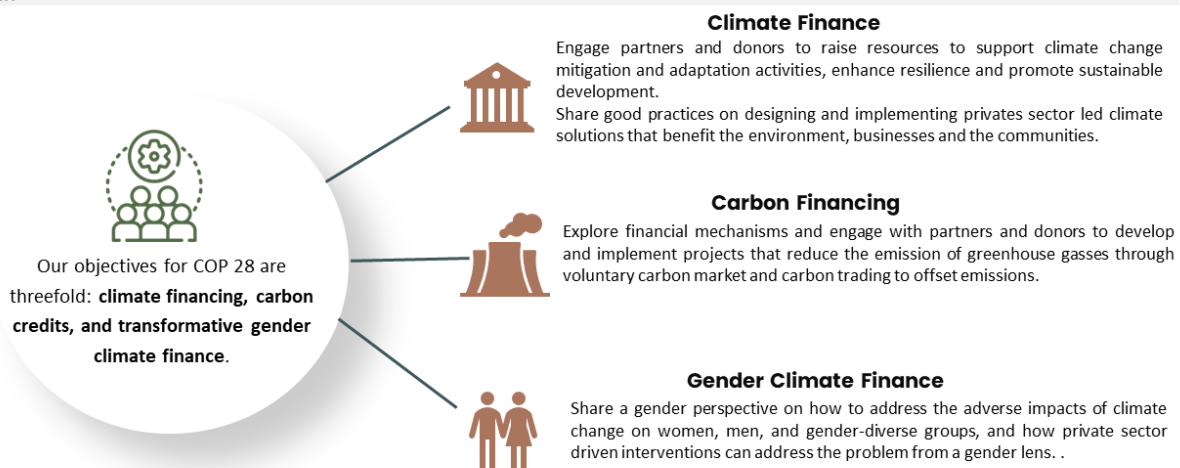 Our objectives for COP 28 are
threefold: climate financing, carbon
credits, and transformative gender
climate finance.
Climate Finance
Engage partners and donors to raise resources to support climate change
mitigation and adaptation activities, enhance resilience and promote sustainable
development.
Share good practices on designing and implementing privates sector led climate
solutions that benefit the environment, businesses and the communities.
Carbon Financing
Explore financial mechanisms and engage with partners and donors to develop
and implement projects that reduce the emission of greenhouse gasses through
voluntary carbon market and carbon trading to offset emissions.
Gender Climate Finance
Share a gender perspective on how to address the adverse impacts of climate
change on women, men, and gender-diverse groups, and how private sector
driven interventions can address the problem from a gender lens. .